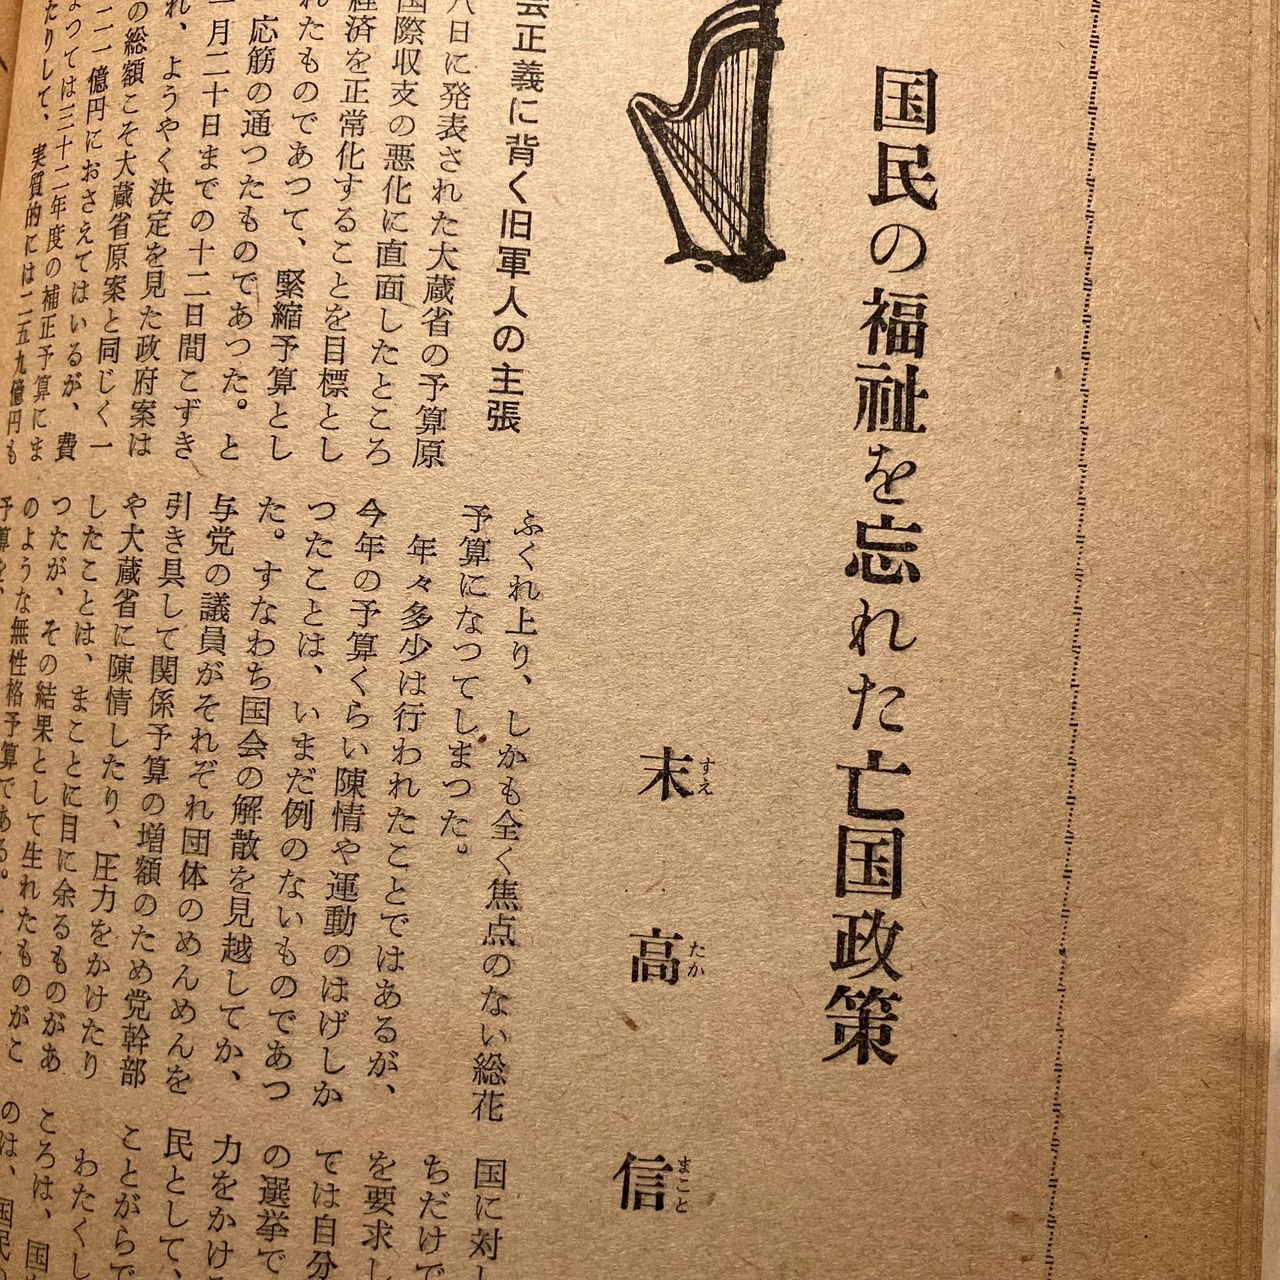 国民の福祉を忘れた亡国政策
末高信
すえ
たか
まこと
会正義に背く旧軍人の主張
八日に発表された大蔵省の予算原
国際収支の悪化に直面したところ
経済を正常化することを目標とし
れたものであつて、緊縮予算とし
応筋の通つたものであつた。と
月二十日までの十二日間こずき
れ、ようやく決定を見た政府案は
の総額こそ大蔵省原案と同じく一
一一億円におさえてはいるが、費
よつては三十二年度の補正予算にま
たりして、実質的には二五九億円も
ふくれ上り、しかも全く焦点のない総花
予算になつてしまつた。
年々多少は行われたことではあるが、
今年の予算くらい陳情や運動のはげしか
つたことは、いまだ例のないものであつ
た。すなわち国会の解散を見越してか、
与党の議員がそれぞれ団体のめんめんを
引き具して関係予算の増額のため党幹部
や大蔵省に陳情したり、圧力をかけたり
したことは、まことに目に余るものがあ
つたが、その結果として生れたものがこ
のような無性格予算である。
予算を、
国に対し
ちだけで
を要求し
ては自分
の選挙で
力をかけ
民として、
ことがらで
わたくし
ころは、国
のは、国民